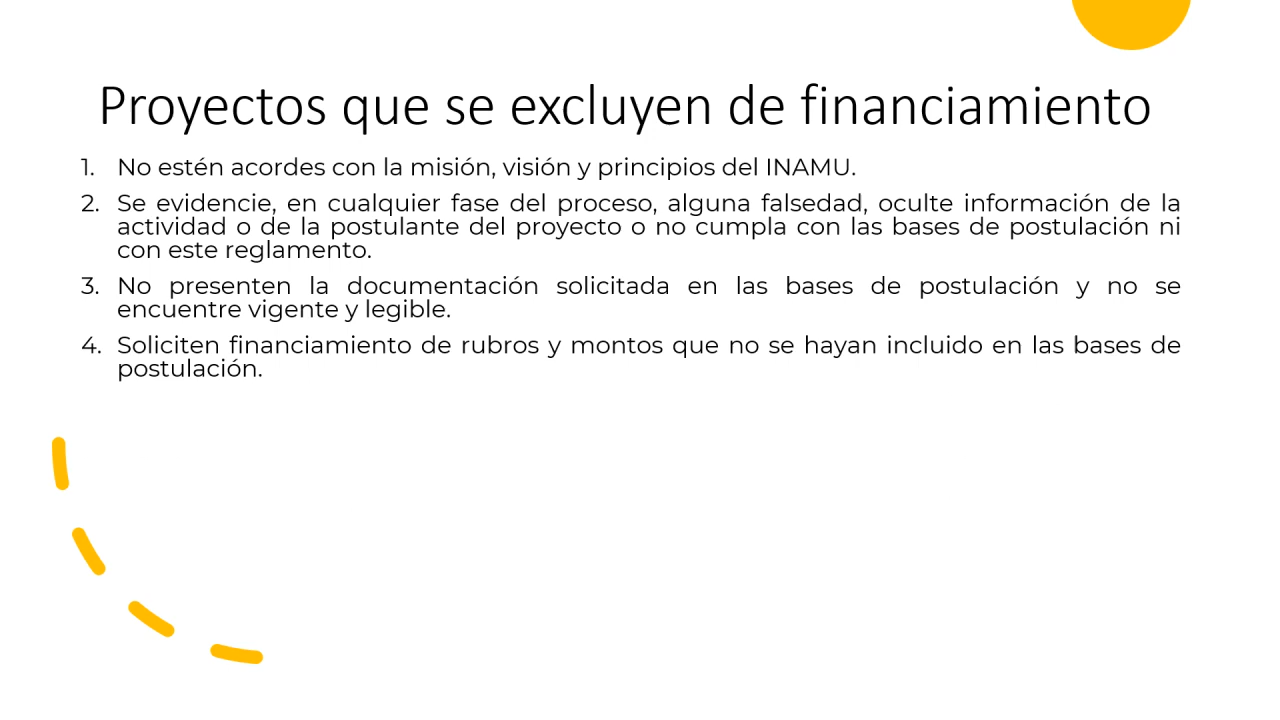 Proyectos que se excluyen de financiamiento
1. No estén acordes con la misión, visión y principios del INAMU.
2. Se evidencie, en cualquier fase del proceso, alguna falsedad, oculte información de la
actividad o de la postulante del proyecto o no cumpla con las bases de postulación ni
con este reglamento.
3. No presenten la documentación solicitada en las bases de postulación y no se
encuentre vigente y legible.
4. Soliciten financiamiento de rubros y montos que no se hayan incluido en las bases de
postulación.